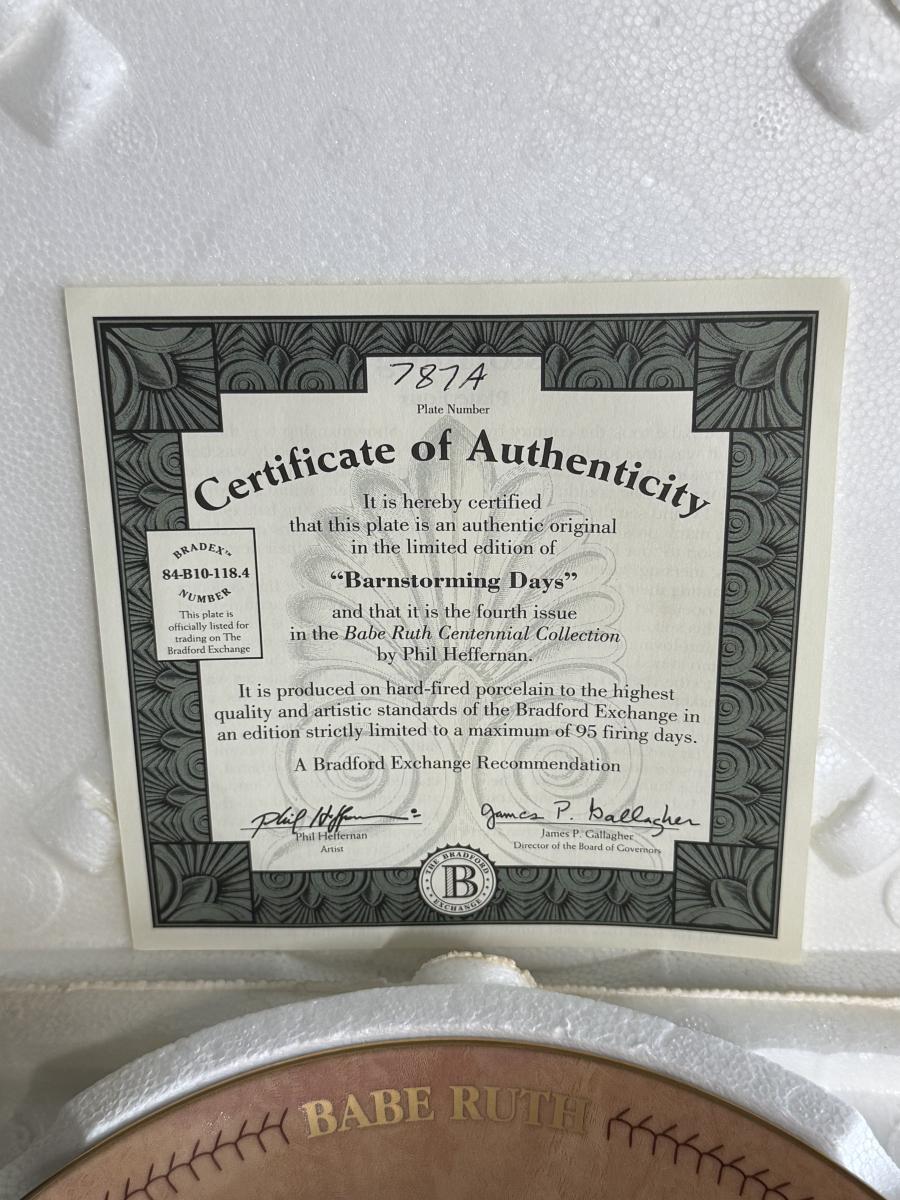 787A
Plate Number
Certificate of Authenticity
It is hereby certified
that this plate is an authentic original
in the limited edition of
“Barnstorming Days”
and that it is the fourth issue
in the Babe Ruth Centennial Collection
by Phil Heffernan.
BRADEX™
84-B10-118.4
NUMBER
This plate is
officially listed for
trading on The
Bradford Exchange
It is produced on hard-fired porcelain to the highest
quality and artistic standards of the Bradford Exchange in
an edition strictly limited to a maximum of 95 firing days.
A Bradford Exchange Recommendation
Phil Heffernan
Phil Heffernan
Artist
James P. Gallagher
James P. Gallagher
Director of the Board of Governors
THE BRADFORD
B
EXCHANGE
BABE RUTH